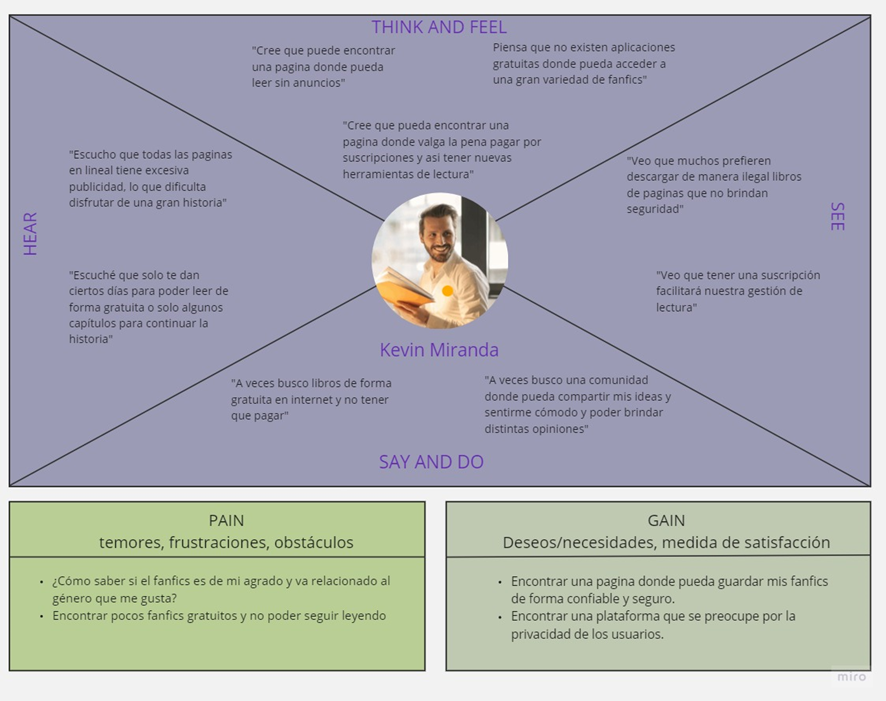 THINK AND FEEL
"Cree que puede encontrar
una pagina donde pueda
leer sin anuncios"
Piensa que no existen aplicaciones
gratuitas donde pueda acceder a
una gran variedad de fanfics"
"Cree que pueda encontrar una
pagina donde valga la pena pagar por
suscripciones y asi tener nuevas
herramientas de lectura"
HEAR
"Escucho que todas las paginas
en lineal tiene excesiva
publicidad, lo que dificulta
disfrutar de una gran historia"
"Escuché que solo te dan
ciertos días para poder leer de
forma gratuita o solo algunos
capítulos para continuar la
historia"
"Veo que muchos prefieren
descargar de manera ilegal libros
de paginas que no brindan
seguridad"
SEE
"Veo que tener una suscripción
facilitará nuestra gestión de
lectura"
Kevin Miranda
"A veces busco libros de forma
gratuita en internet y no tener
que pagar"
"A veces busco una comunidad
donde pueda compartir mis ideas y
sentirme cómodo y poder brindar
distintas opiniones"
SAY AND DO
PAIN
temores, frustraciones, obstáculos
• ¿Cómo saber si el fanfics es de mi agrado y va relacionado al
género que me gusta?
• Encontrar pocos fanfics gratuitos y no poder seguir leyendo
GAIN
Deseos/necesidades, medida de satisfacción
• Encontrar una pagina donde pueda guardar mis fanfics
de forma confiable y seguro.
• Encontrar una plataforma que se preocupe por la
privacidad de los usuarios.
miro